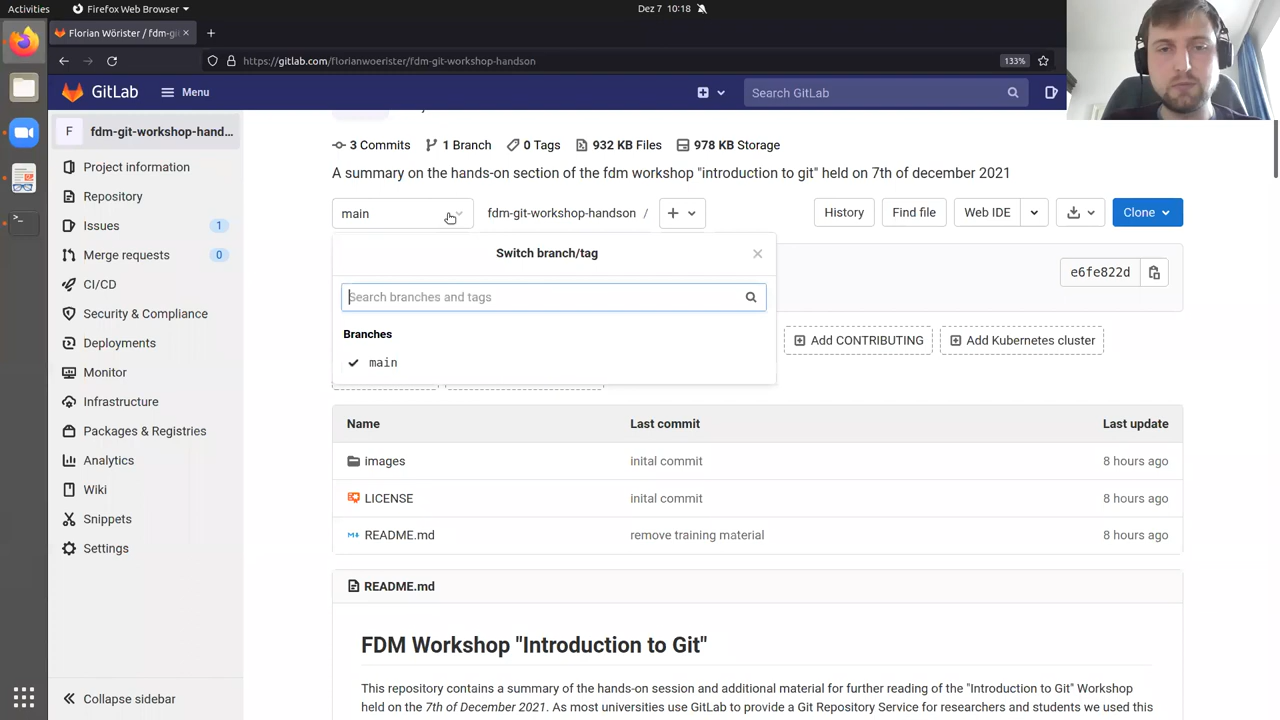 Activities Firefox Web Browser Dez 7 10:18
Florian Wörister / fdm-gi
https://gitlab.com/florianwoerister/fdm-git-workshop-handson 133%
GitLab Menu Search GitLab
F fdm-git-workshop-hand...
Project information
Repository
Issues 1
Merge requests 0
CI/CD
Security & Compliance
Deployments
Monitor
Infrastructure
Packages & Registries
Analytics
Wiki
Snippets
Settings
Collapse sidebar
3 Commits 1 Branch 0 Tags 932 KB Files 978 KB Storage
A summary on the hands-on section of the fdm workshop "introduction to git" held on 7th of december 2021
main fdm-git-workshop-handson / History Find file Web IDE Clone
Switch branch/tag
e6fe822d
Search branches and tags
Branches
Add CONTRIBUTING Add Kubernetes cluster
main
Name Last commit Last update
images inital commit 8 hours ago
LICENSE inital commit 8 hours ago
README.md remove training material 8 hours ago
README.md
FDM Workshop "Introduction to Git"
This repository contains a summary of the hands-on session and additional material for further reading of the "Introduction to Git" Workshop
held on the 7th of December 2021. As most universities use GitLab to provide a Git Repository Service for researchers and students we used this